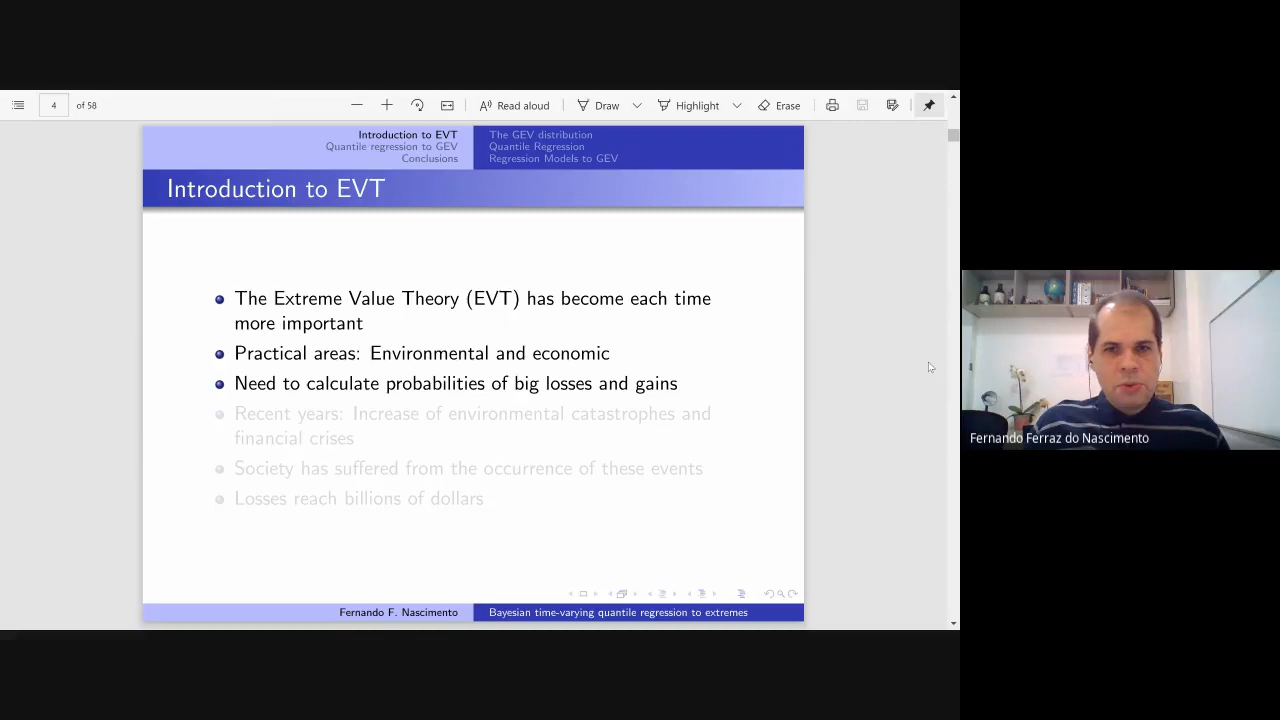 4 of 58 Read aloud Draw Highlight Erase
Introduction to EVT
Quantile regression to GEV
Conclusions
The GEV distribution
Quantile Regression
Regression Models to GEV
Introduction to EVT
The Extreme Value Theory (EVT) has become each time
more important
Practical areas: Environmental and economic
Need to calculate probabilities of big losses and gains
Recent years: Increase of environmental catastrophes and
financial crises
Society has suffered from the occurrence of these events
Losses reach billions of dollars
Fernando F. Nascimento
Bayesian time-varying quantile regression to extremes
Fernando Ferraz do Nascimento